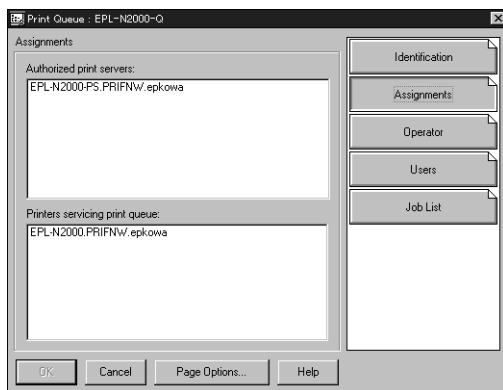 Print Queue : EPL-N2000-Q
Assignments
Authorized print servers:
EPL-N2000-PS.PRIFNW.epkowa
Printers servicing print queue:
EPL-N2000.PRIFNW.epkowa
Identification
Assignments
Operator
Users
Job List
OK
Cancel
Page Options...
Help